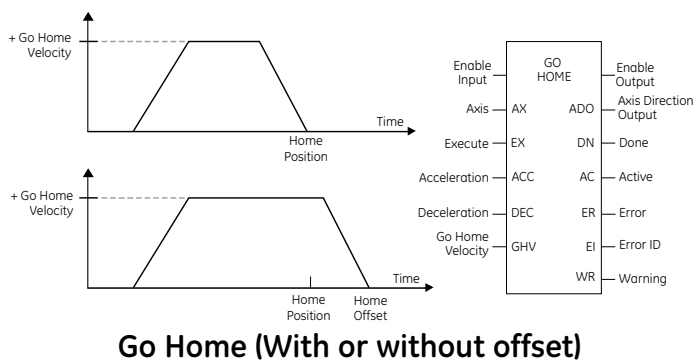 + Go Home
Velocity
Time
Home
Position
+ Go Home
Velocity
Time
Home
Position
Home
Offset
GO
HOME
Enable
Input
Enable
Output
Axis
AX
ADO
Axis Direction
Output
Execute
EX
DN
Done
Acceleration
ACC
AC
Active
Deceleration
DEC
ER
Error
Go Home
Velocity
GHV
EI
Error ID
WR
Warning
Go Home (With or without offset)